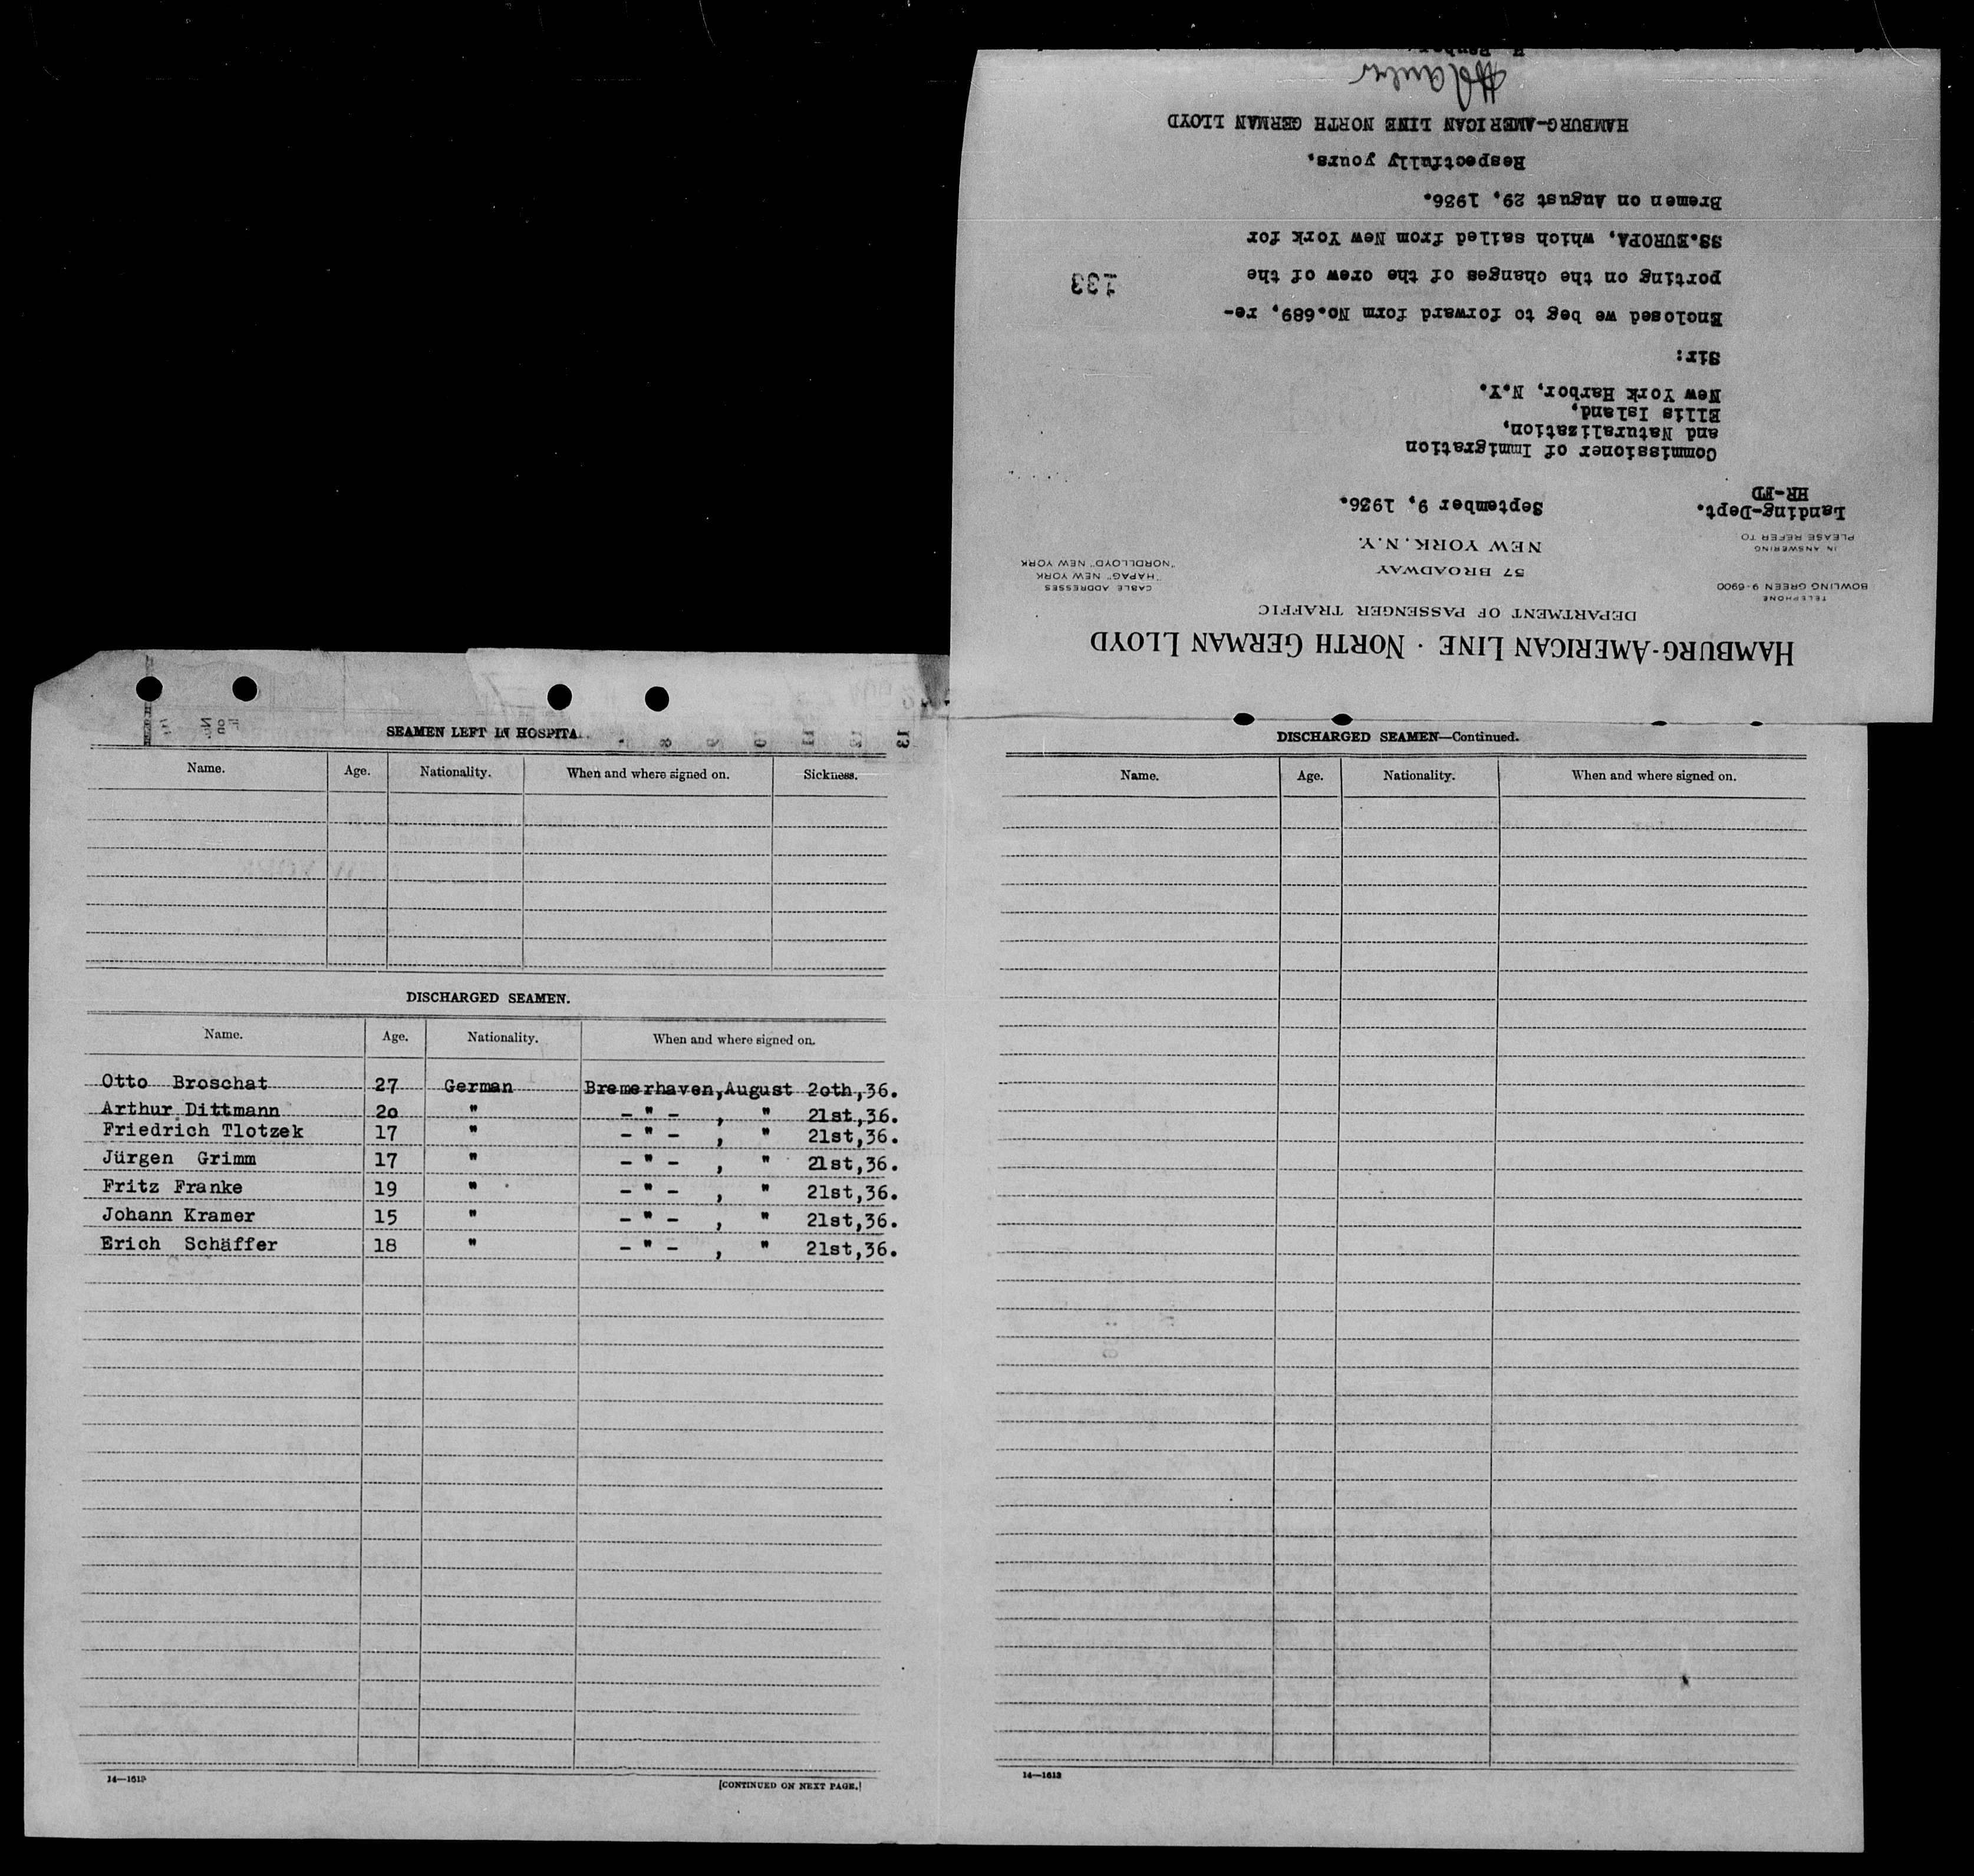 HAMBURG-AMERICAN LINE · NORTH GERMAN LLOYD
DEPARTMENT OF PASSENGER TRAFFIC
TELEPHONE
BOWLING GREEN 9-6900
57 BROADWAY
NEW YORK, N.Y.
CABLE ADDRESSES
"HAPAG" NEW YORK
"NORDLLOYD" NEW YORK
IN ANSWERING
PLEASE REFER TO
Landing-Dept.
HR-FD
September 9, 1936.
Commissioner of Immigration
and Naturalization,
Ellis Island,
New York Harbor, N.Y.
Sir:
Enclosed we beg to forward form No.689, re-
porting on the changes of the crew of the
SS.EUROPA, which sailed from New York for
Bremen on August 29, 1936.
133
Respectfully yours,
HAMBURG-AMERICAN LINE NORTH GERMAN LLOYD
SEAMEN LEFT IN HOSPITA
Name. Age. Nationality. When and where signed on. Sickness.
DISCHARGED SEAMEN.
Name. Age. Nationality. When and where signed on.
Otto Broschat 27 German Bremerhaven,August 2oth,36.
Arthur Dittmann 2o " -"- , " 21st,36.
Friedrich Tlotzek 17 " -"- , " 21st,36.
Jürgen Grimm 17 " -"- , " 21st,36.
Fritz Franke 19 " -"- , " 21st,36.
Johann Kramer 15 " -"- , " 21st,36.
Erich Schäffer 18 " -"- , " 21st,36.
14—1612
[CONTINUED ON NEXT PAGE.]
DISCHARGED SEAMEN—Continued.
Name. Age. Nationality. When and where signed on.
14—1612